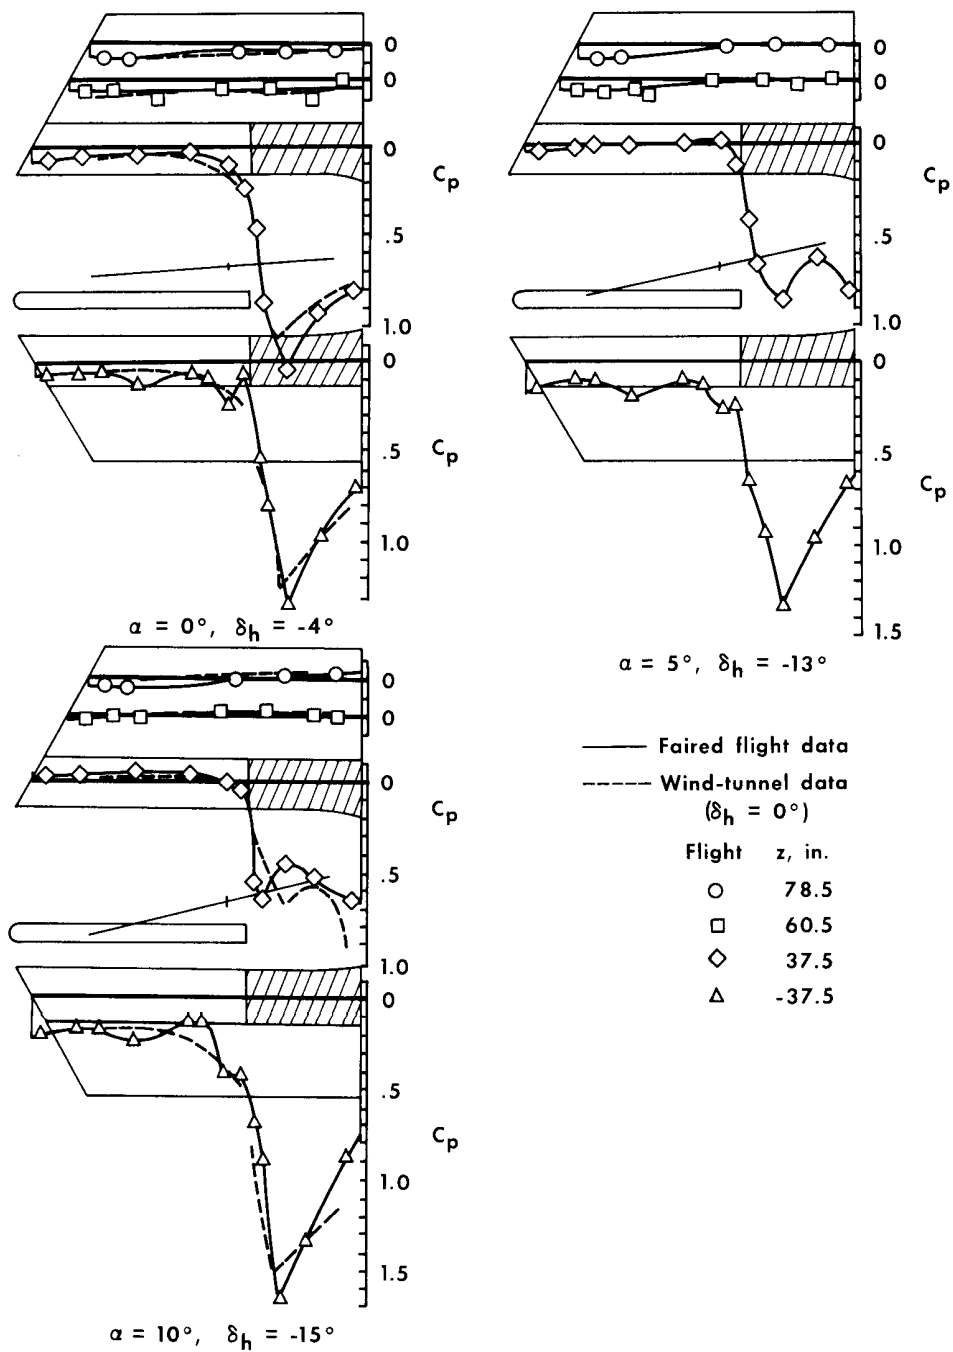 0
0
0
Cp
.5
1.0
0
.5
Cp
1.0
α = 0°, δh = -4°
0
0
0
Cp
.5
1.0
0
.5
Cp
1.0
1.5
α = 5°, δh = -13°
0
0
0
Cp
.5
1.0
0
.5
Cp
1.0
1.5
α = 10°, δh = -15°
Faired flight data
Wind-tunnel data
(δh = 0°)
Flight z, in.
78.5
60.5
37.5
-37.5